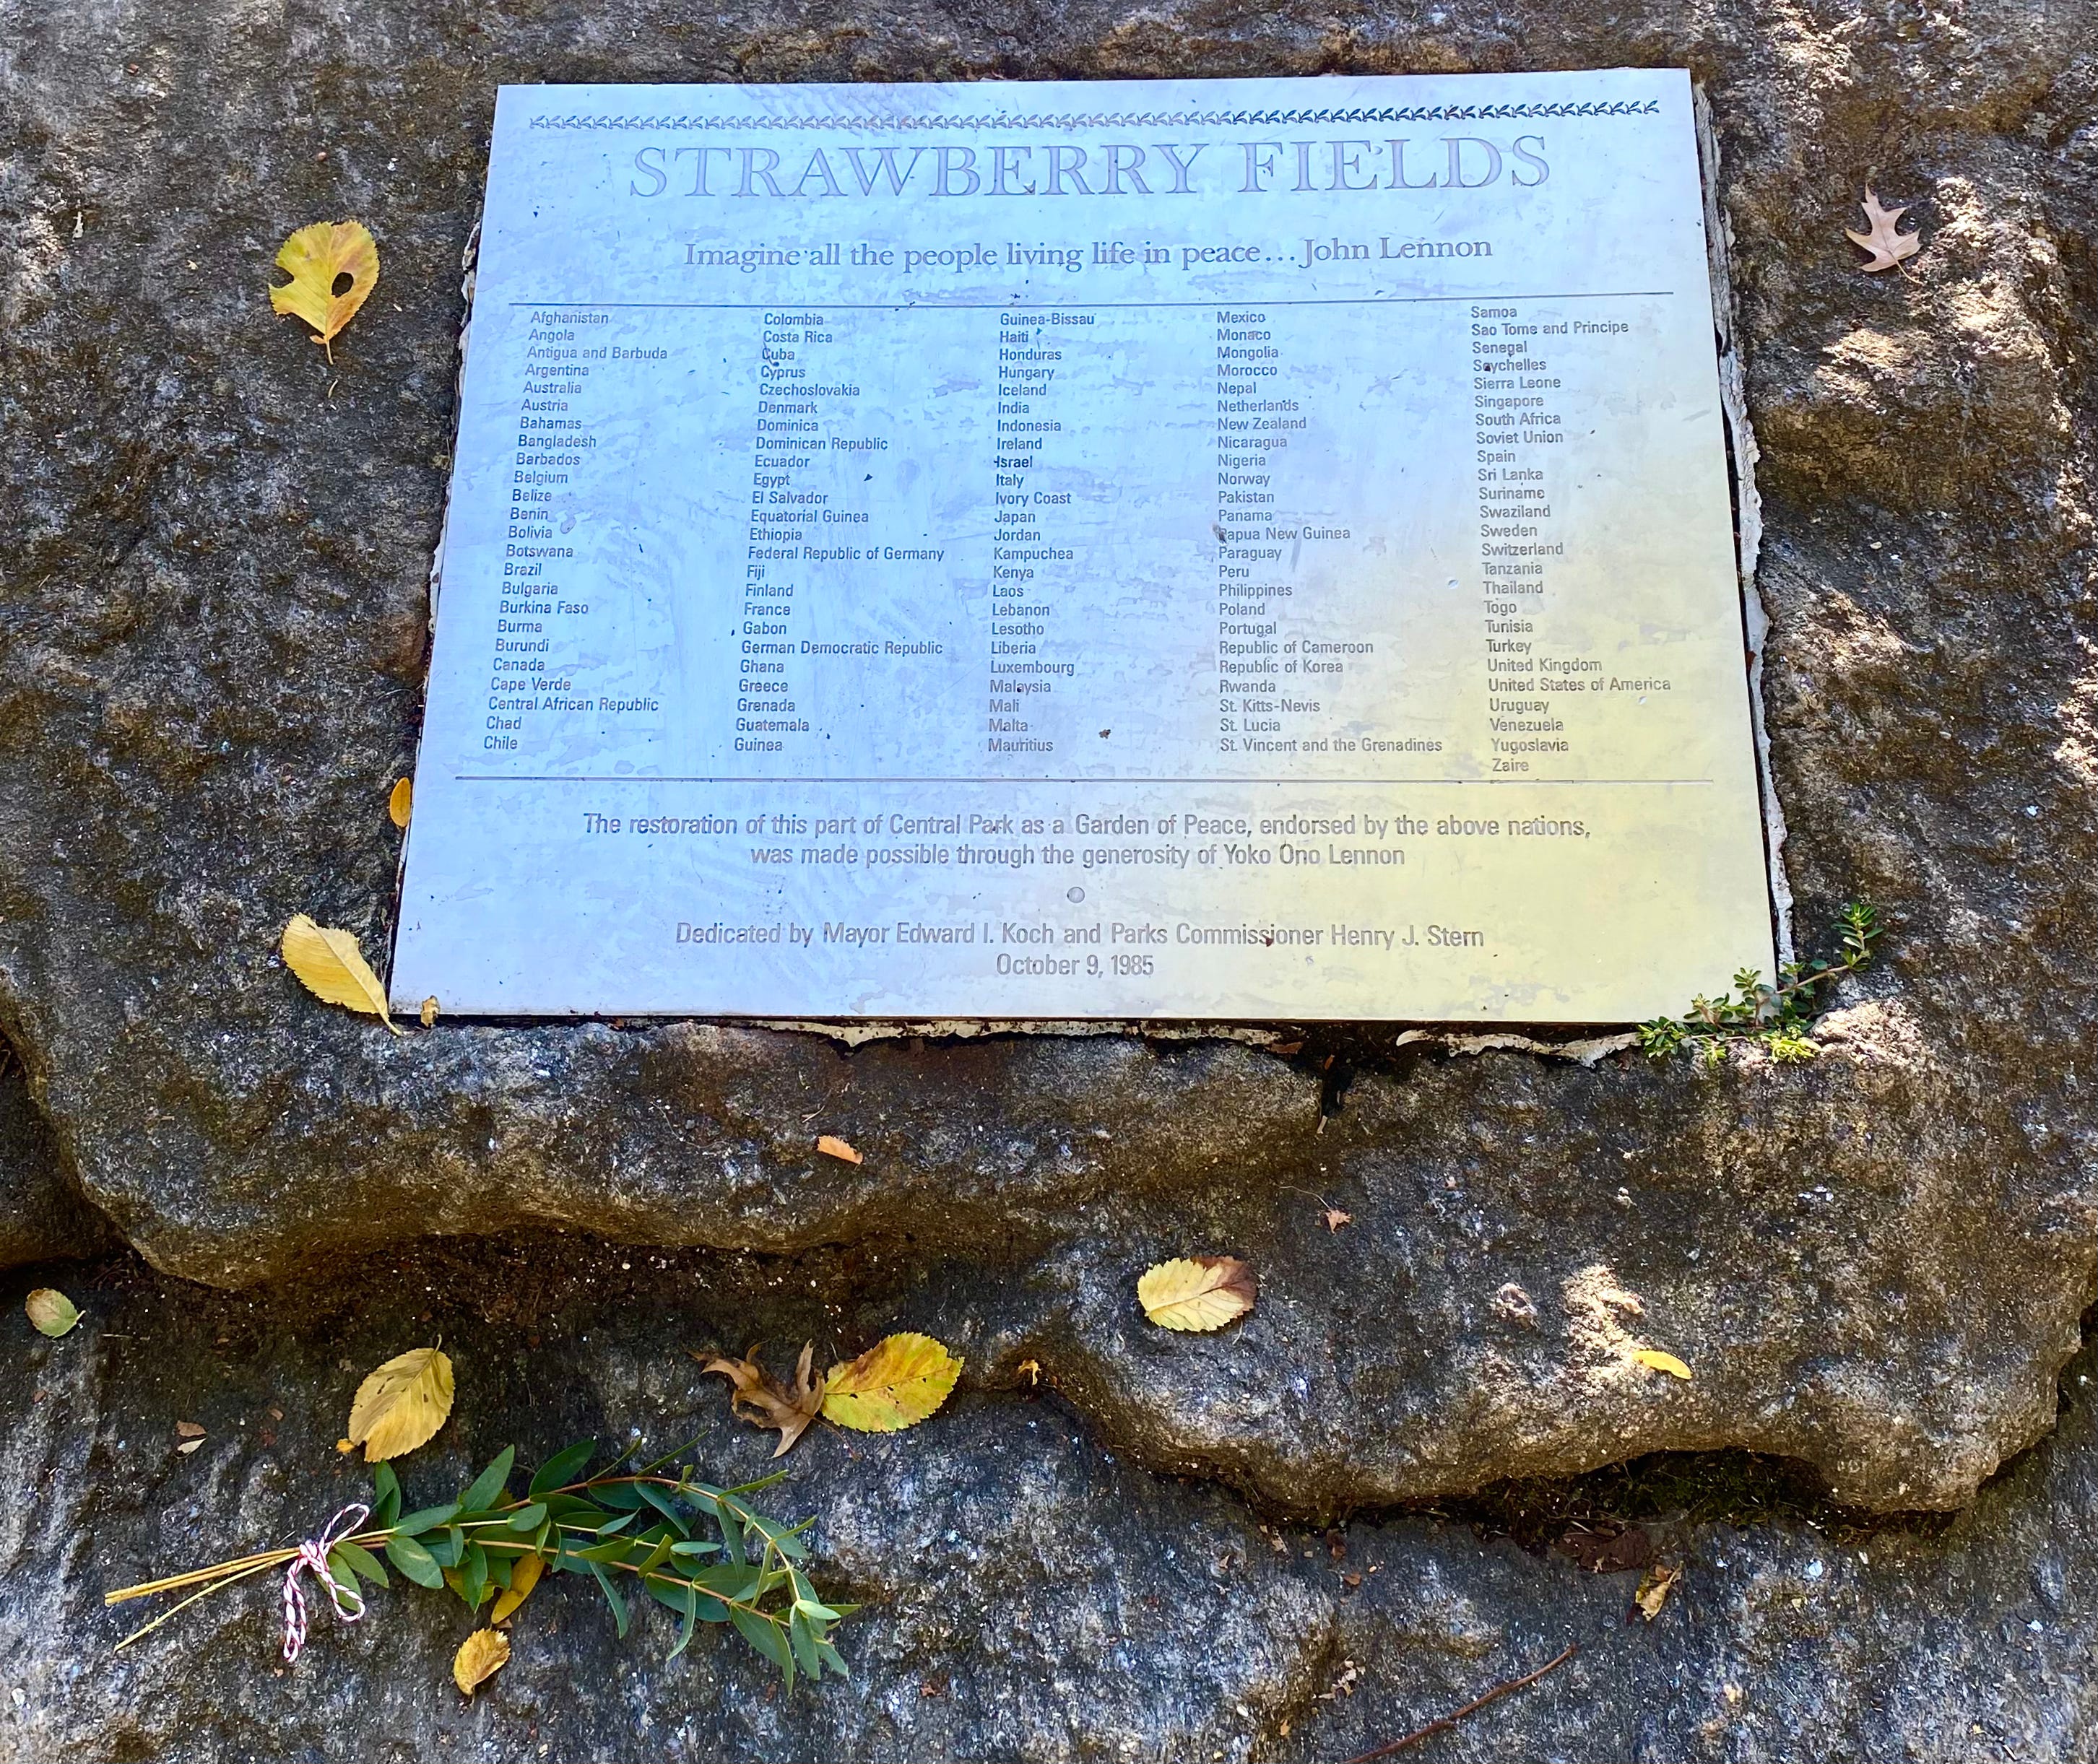 STRAWBERRY FIELDS
Imagine all the people living life in peace...John Lennon
Afghanistan
Angola
Antigua and Barbuda
Argentina
Australia
Austria
Bahamas
Bangladesh
Barbados
Belgium
Belize
Benin
Bolivia
Botswana
Brazil
Bulgaria
Burkina Faso
Burma
Burundi
Canada
Cape Verde
Central African Republic
Chad
Chile
Colombia
Costa Rica
Cuba
Cyprus
Czechoslovakia
Denmark
Dominica
Dominican Republic
Ecuador
Egypt
El Salvador
Equatorial Guinea
Ethiopia
Federal Republic of Germany
Fiji
Finland
France
Gabon
German Democratic Republic
Ghana
Greece
Grenada
Guatemala
Guinea
Guinea-Bissau
Haiti
Honduras
Hungary
Iceland
India
Indonesia
Ireland
Israel
Italy
Ivory Coast
Japan
Jordan
Kampuchea
Kenya
Laos
Lebanon
Lesotho
Liberia
Luxembourg
Malaysia
Mali
Malta
Mauritius
Mexico
Monaco
Mongolia
Morocco
Nepal
Netherlands
New Zealand
Nicaragua
Nigeria
Norway
Pakistan
Panama
Papua New Guinea
Paraguay
Peru
Philippines
Poland
Portugal
Republic of Cameroon
Republic of Korea
Rwanda
St. Kitts-Nevis
St. Lucia
St. Vincent and the Grenadines
Samoa
Sao Tome and Principe
Senegal
Seychelles
Sierra Leone
Singapore
South Africa
Soviet Union
Spain
Sri Lanka
Suriname
Swaziland
Sweden
Switzerland
Tanzania
Thailand
Togo
Tunisia
Turkey
United Kingdom
United States of America
Uruguay
Venezuela
Yugoslavia
Zaire
The restoration of this part of Central Park as a Garden of Peace, endorsed by the above nations,
was made possible through the generosity of Yoko Ono Lennon
Dedicated by Mayor Edward I. Koch and Parks Commissioner Henry J. Stern
October 9, 1985